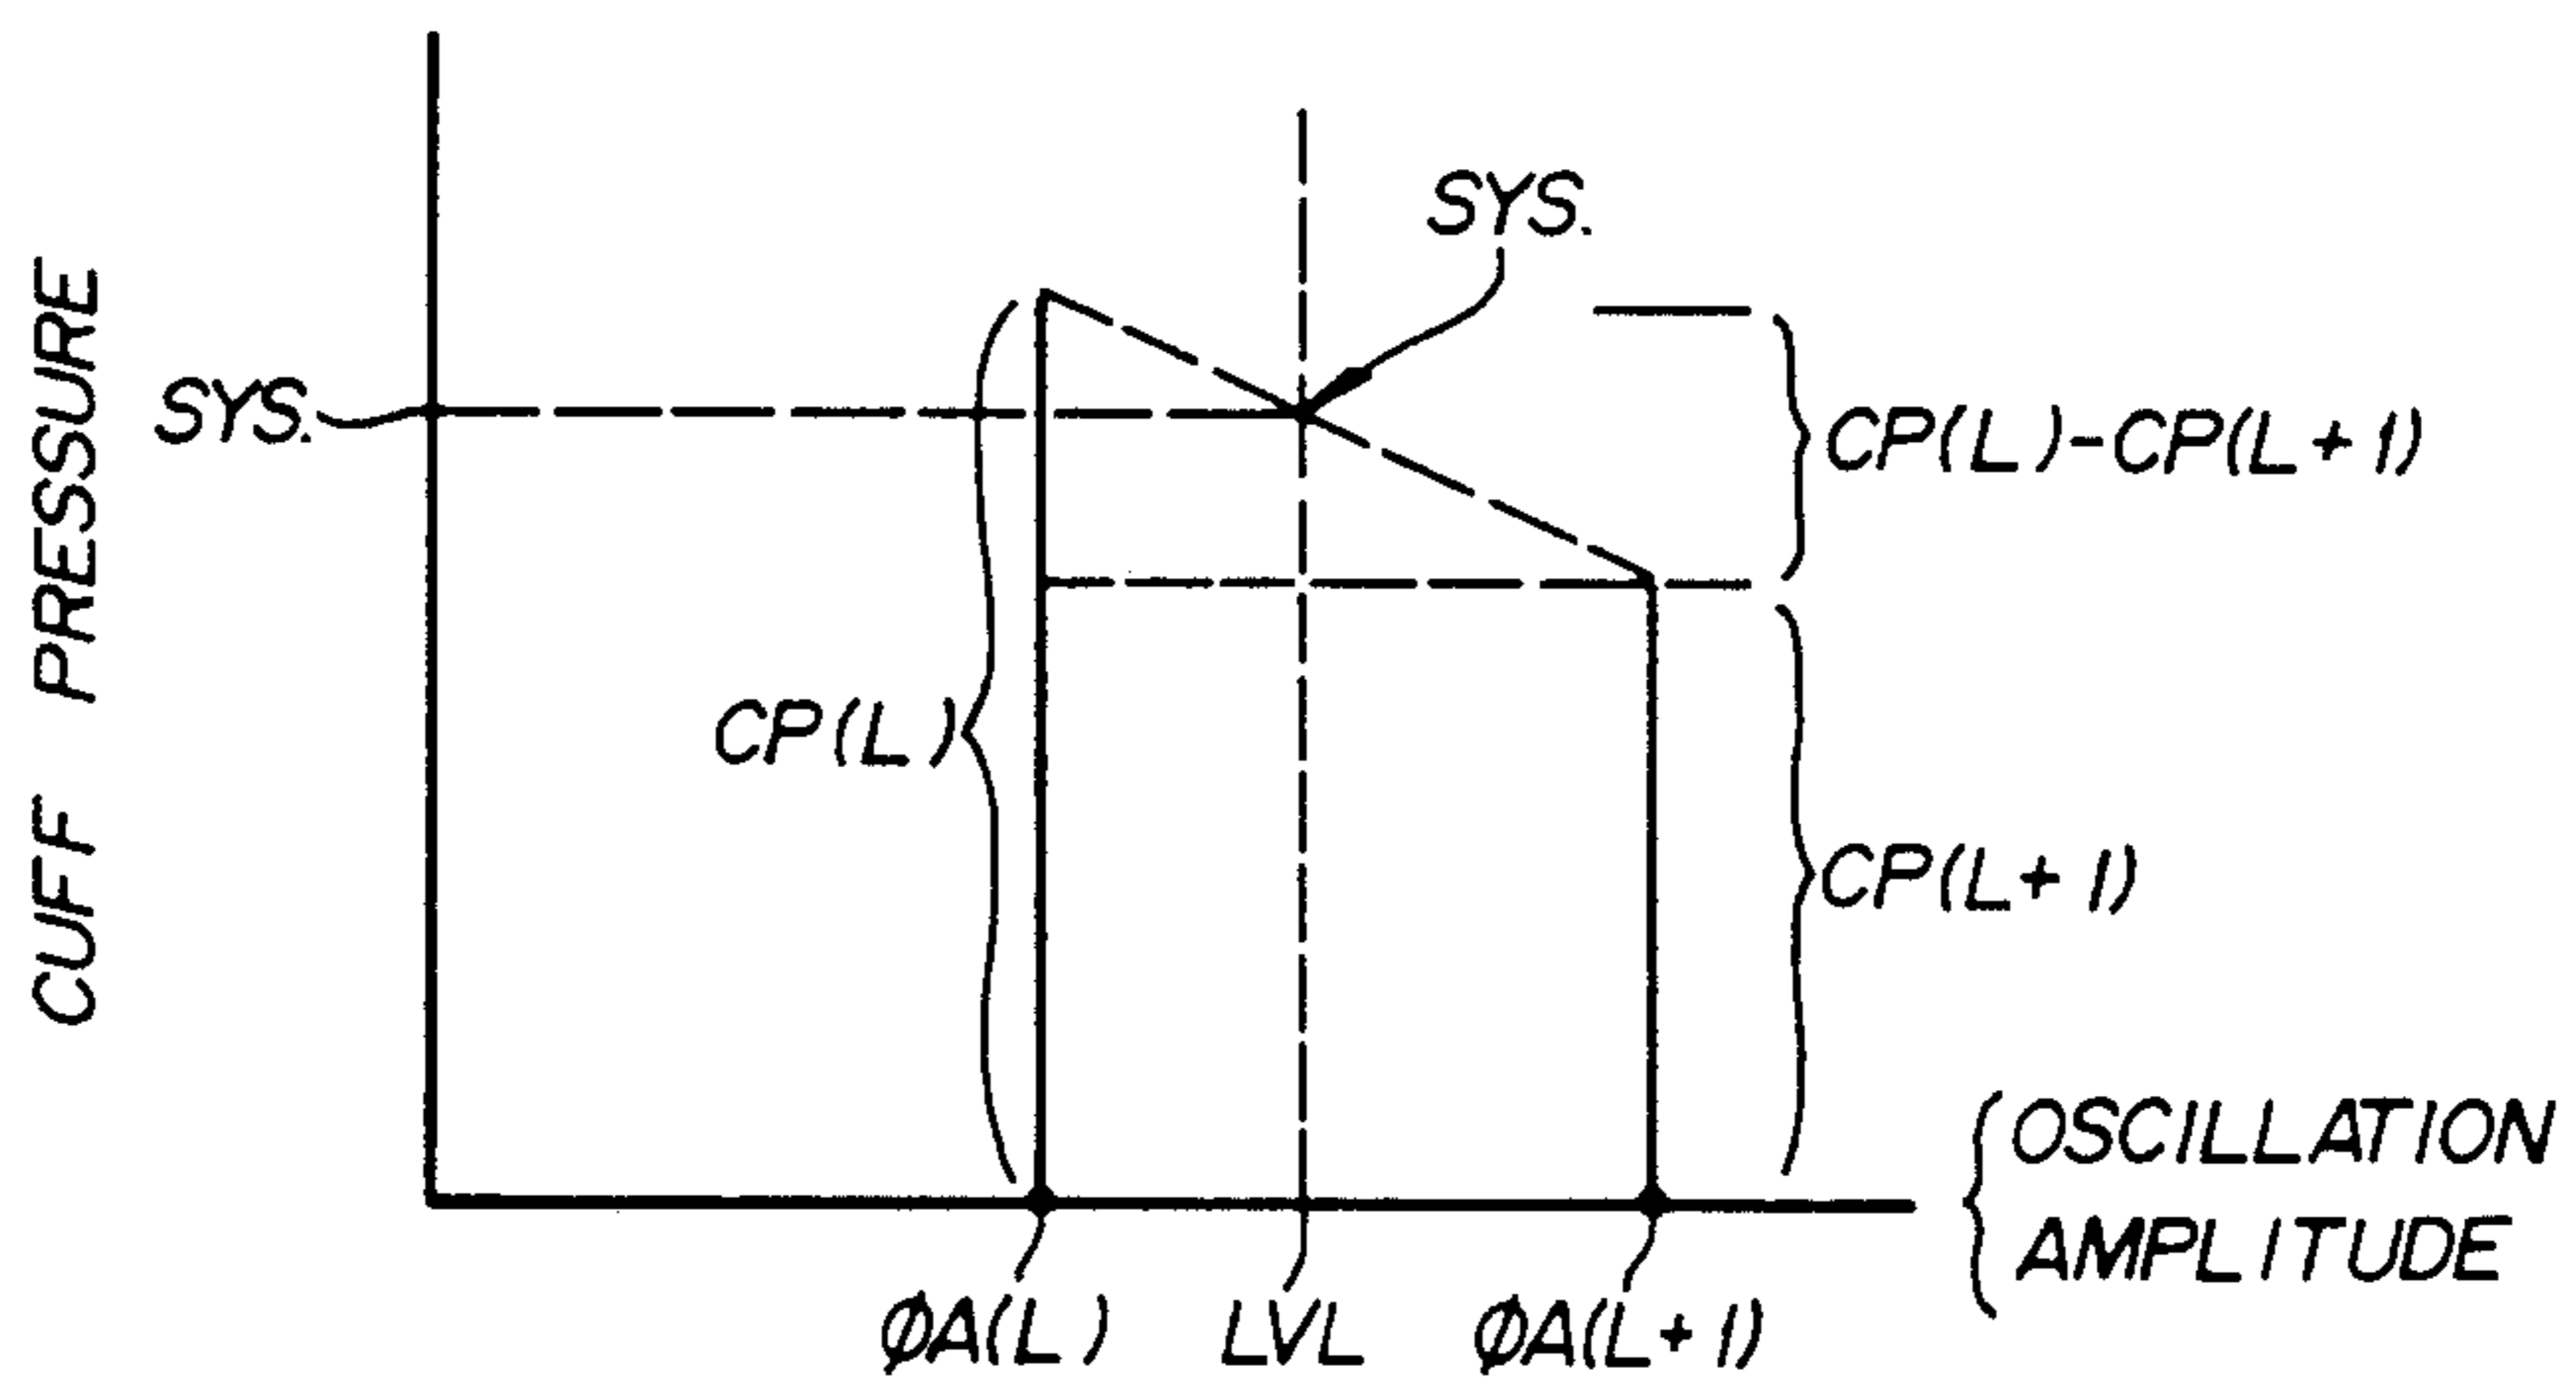 SYS.
CP(L)-CP(L+1)
SYS.
CUFF PRESSURE
CP(L)
CP(L+1)
OSCILLATION
AMPLITUDE
ØA(L)
LVL
ØA(L+1)